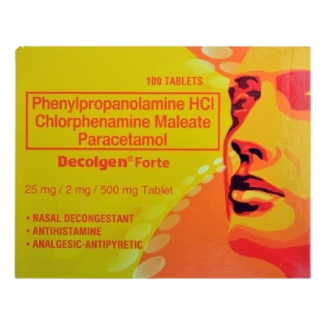 100 TABLETS
Phenylpropanolamine HCl
Chlorphenamine Maleate
Paracetamol
Decolgen® Forte
25 mg / 2 mg / 500 mg Tablet
• NASAL DECONGESTANT
• ANTIHISTAMINE
• ANALGESIC-ANTIPYRETIC